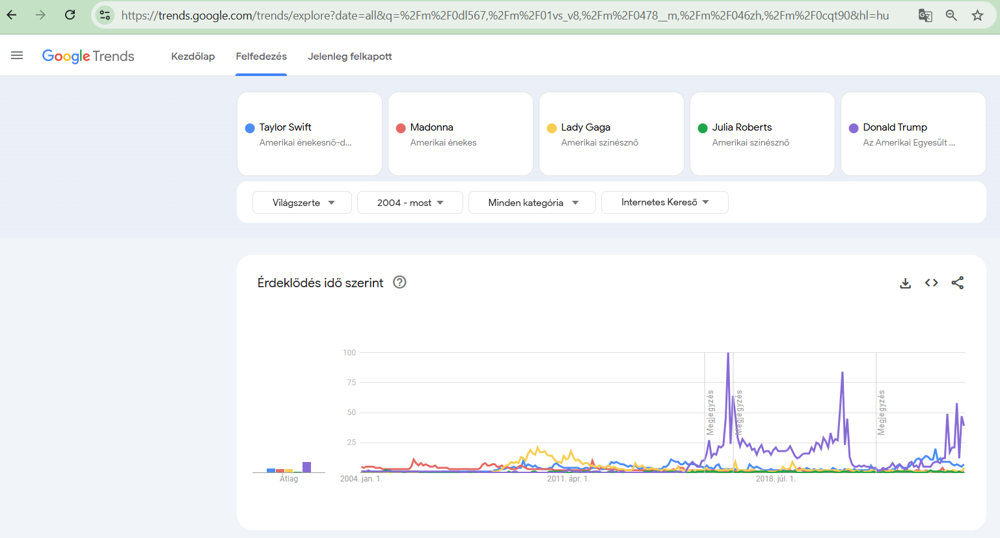 https://trends.google.com/trends/explore?date=all&q=%2Fm%2F0dl567,%2Fm%2F01vs_v8,%2Fm%2F0478__m,%2Fm%2F046zh,%2Fm%2F0cqt90&hl=hu
Google Trends
Kezdőlap
Felfedezés
Jelenleg felkapott
Taylor Swift
Amerikai énekesnő-d...
Madonna
Amerikai énekes
Lady Gaga
Amerikai színésznő
Julia Roberts
Amerikai színésznő
Donald Trump
Az Amerikai Egyesült ...
Világszerte
2004 - most
Minden kategória
Internetes Kereső
Érdeklődés idő szerint
100
75
50
25
Megjegyzés
Megjegyzés
Megjegyzés
Átlag
2004. jan. 1.
2011. ápr. 1.
2018. júl. 1.